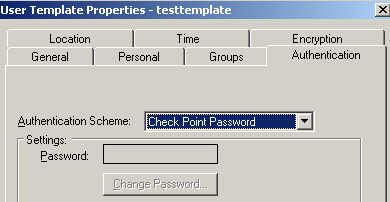 User Template Properties - testtemplate
Location Time Encryption
General Personal Groups Authentication
Authentication Scheme: Check Point Password
Settings:
Password:
Change Password...